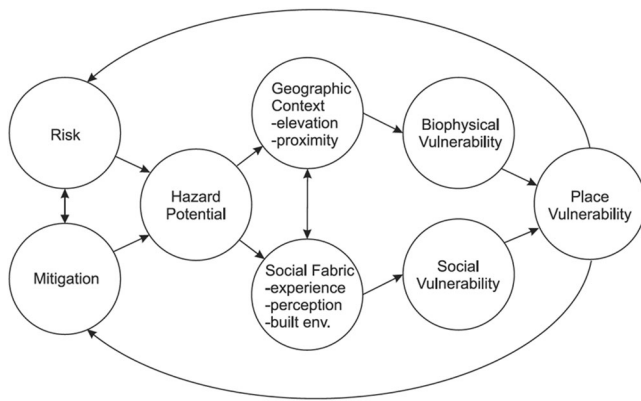 Risk
Mitigation
Hazard
Potential
Geographic
Context
-elevation
-proximity
Social Fabric
-experience
-perception
-built env.
Biophysical
Vulnerability
Social
Vulnerability
Place
Vulnerability